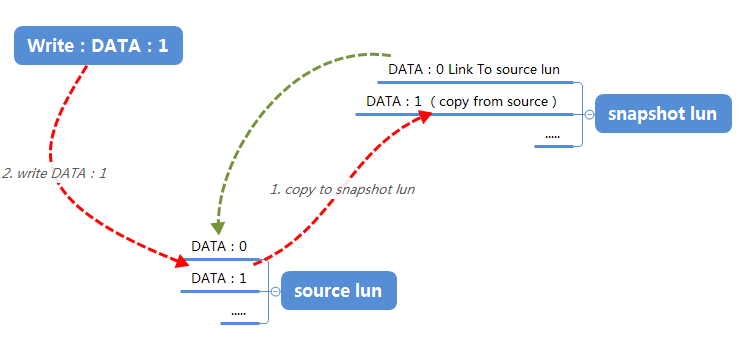 Write : DATA : 1
DATA : 0 Link To source lun
DATA : 1 ( copy from source )
.....
snapshot lun
2. write DATA : 1
1. copy to snapshot lun
DATA : 0
DATA : 1
.....
source lun